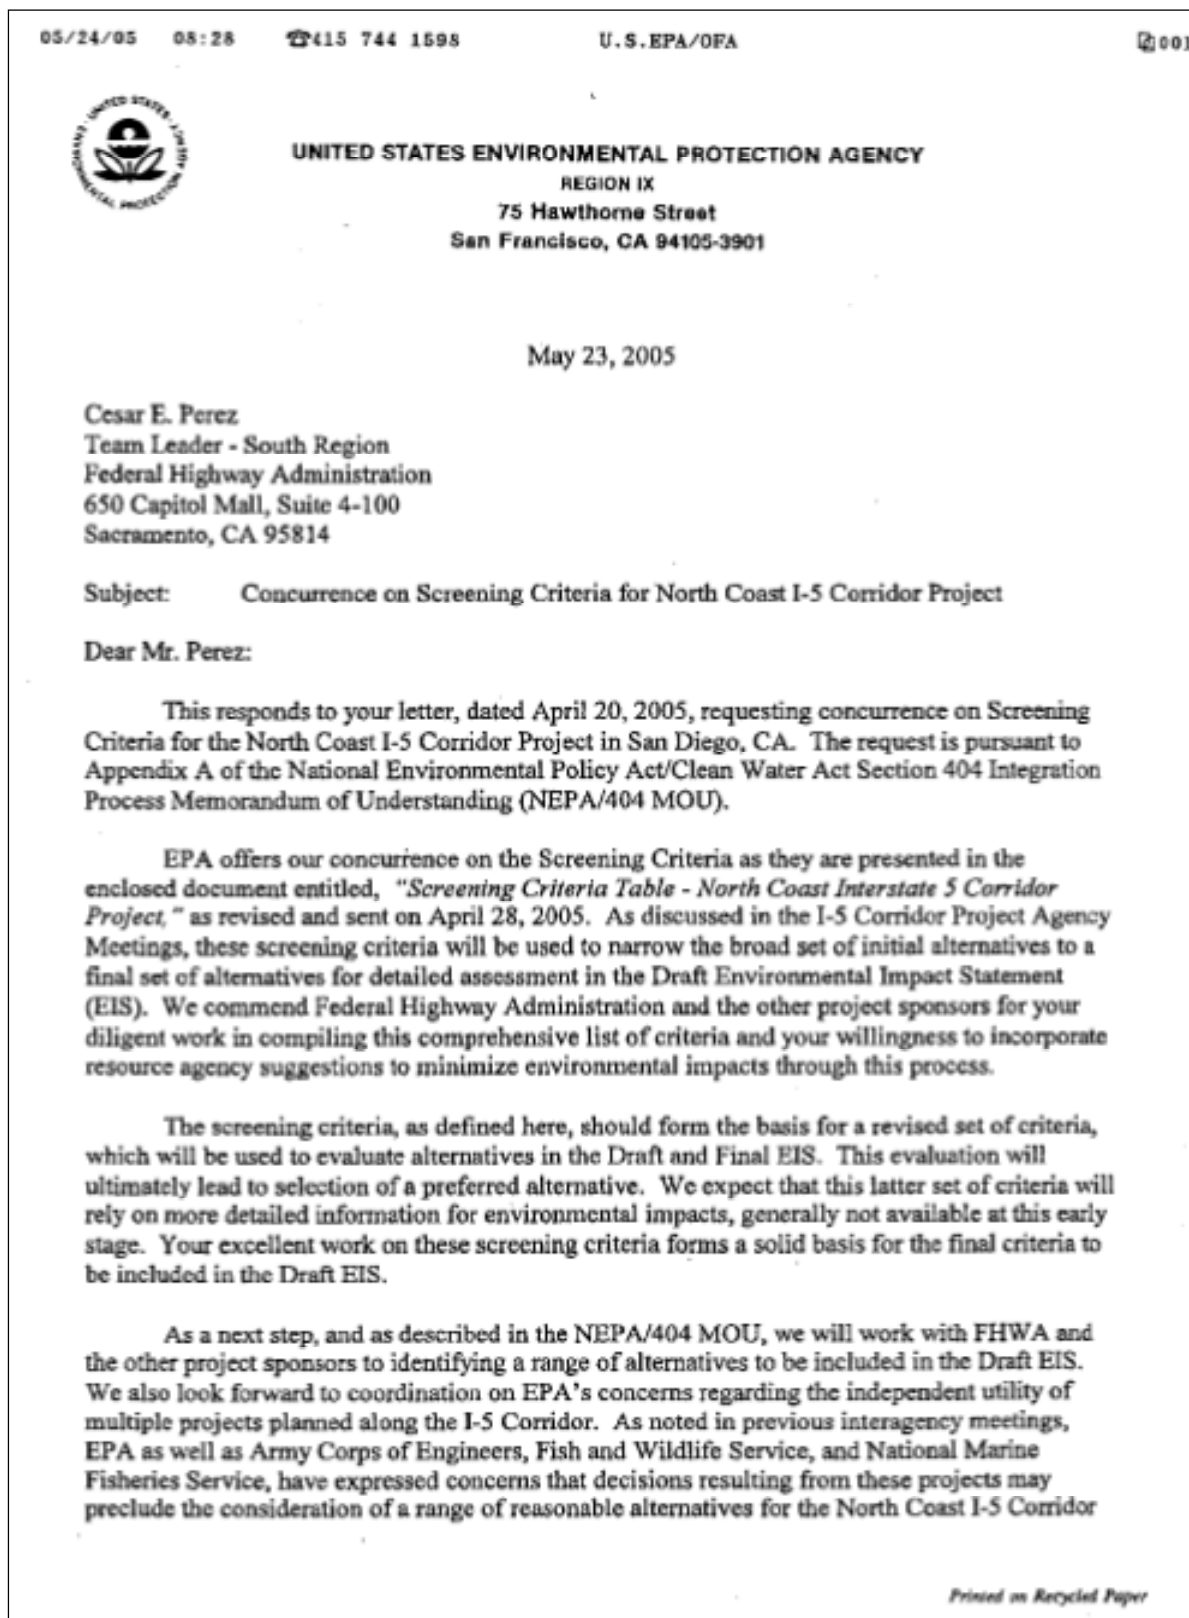 05/24/05 08:28 ☎415 744 1598 U.S.EPA/OFA 001
UNITED STATES ENVIRONMENTAL PROTECTION AGENCY
UNITED STATES ENVIRONMENTAL PROTECTION AGENCY
REGION IX
75 Hawthorne Street
San Francisco, CA 94105-3901
May 23, 2005
Cesar E. Perez
Team Leader - South Region
Federal Highway Administration
650 Capitol Mall, Suite 4-100
Sacramento, CA 95814
Subject: Concurrence on Screening Criteria for North Coast I-5 Corridor Project
Dear Mr. Perez:
This responds to your letter, dated April 20, 2005, requesting concurrence on Screening
Criteria for the North Coast I-5 Corridor Project in San Diego, CA. The request is pursuant to
Appendix A of the National Environmental Policy Act/Clean Water Act Section 404 Integration
Process Memorandum of Understanding (NEPA/404 MOU).
EPA offers our concurrence on the Screening Criteria as they are presented in the
enclosed document entitled, "Screening Criteria Table - North Coast Interstate 5 Corridor
Project," as revised and sent on April 28, 2005. As discussed in the I-5 Corridor Project Agency
Meetings, these screening criteria will be used to narrow the broad set of initial alternatives to a
final set of alternatives for detailed assessment in the Draft Environmental Impact Statement
(EIS). We commend Federal Highway Administration and the other project sponsors for your
diligent work in compiling this comprehensive list of criteria and your willingness to incorporate
resource agency suggestions to minimize environmental impacts through this process.
The screening criteria, as defined here, should form the basis for a revised set of criteria,
which will be used to evaluate alternatives in the Draft and Final EIS. This evaluation will
ultimately lead to selection of a preferred alternative. We expect that this latter set of criteria will
rely on more detailed information for environmental impacts, generally not available at this early
stage. Your excellent work on these screening criteria forms a solid basis for the final criteria to
be included in the Draft EIS.
As a next step, and as described in the NEPA/404 MOU, we will work with FHWA and
the other project sponsors to identifying a range of alternatives to be included in the Draft EIS.
We also look forward to coordination on EPA's concerns regarding the independent utility of
multiple projects planned along the I-5 Corridor. As noted in previous interagency meetings,
EPA as well as Army Corps of Engineers, Fish and Wildlife Service, and National Marine
Fisheries Service, have expressed concerns that decisions resulting from these projects may
preclude the consideration of a range of reasonable alternatives for the North Coast I-5 Corridor
Printed on Recycled Paper